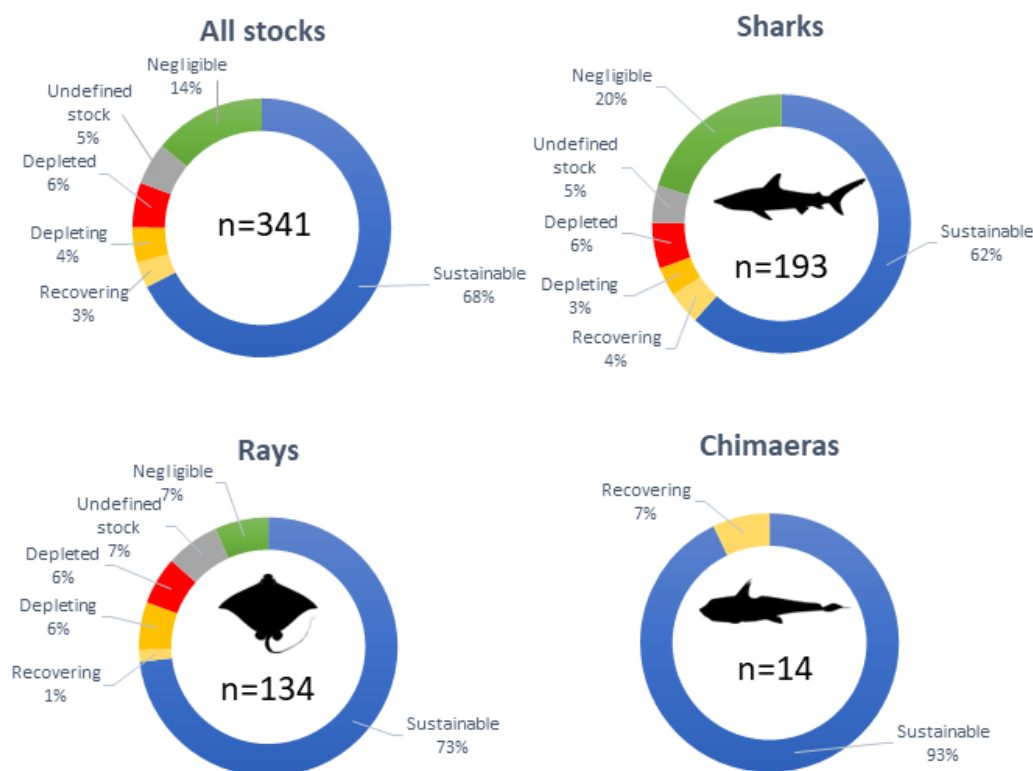 All stocks
Negligible
14%
Undefined
stock
5%
Depleted
6%
Depleting
4%
Recovering
3%
n=341
Sustainable
68%
Sharks
Negligible
20%
Undefined
stock
5%
Depleted
6%
Depleting
3%
Recovering
4%
n=193
Sustainable
62%
Rays
Negligible
7%
Undefined
stock
7%
Depleted
6%
Depleting
6%
Recovering
1%
n=134
Sustainable
73%
Chimaeras
Recovering
7%
n=14
Sustainable
93%